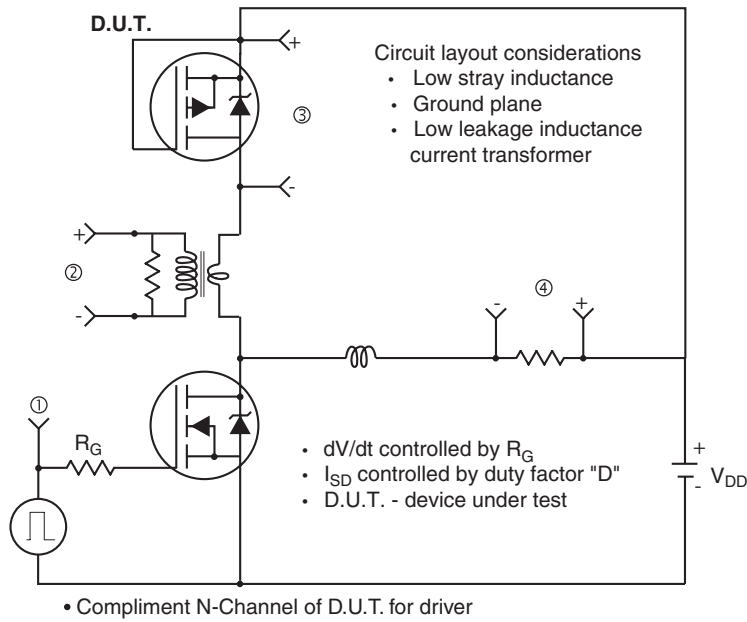 D.U.T.
+
③
-
Circuit layout considerations
• Low stray inductance
• Ground plane
• Low leakage inductance
current transformer
+
②
-
④
-
+
①
R_G
• dV/dt controlled by R_G
• I_SD controlled by duty factor "D"
• D.U.T. - device under test
+
V_DD
-
• Compliment N-Channel of D.U.T. for driver